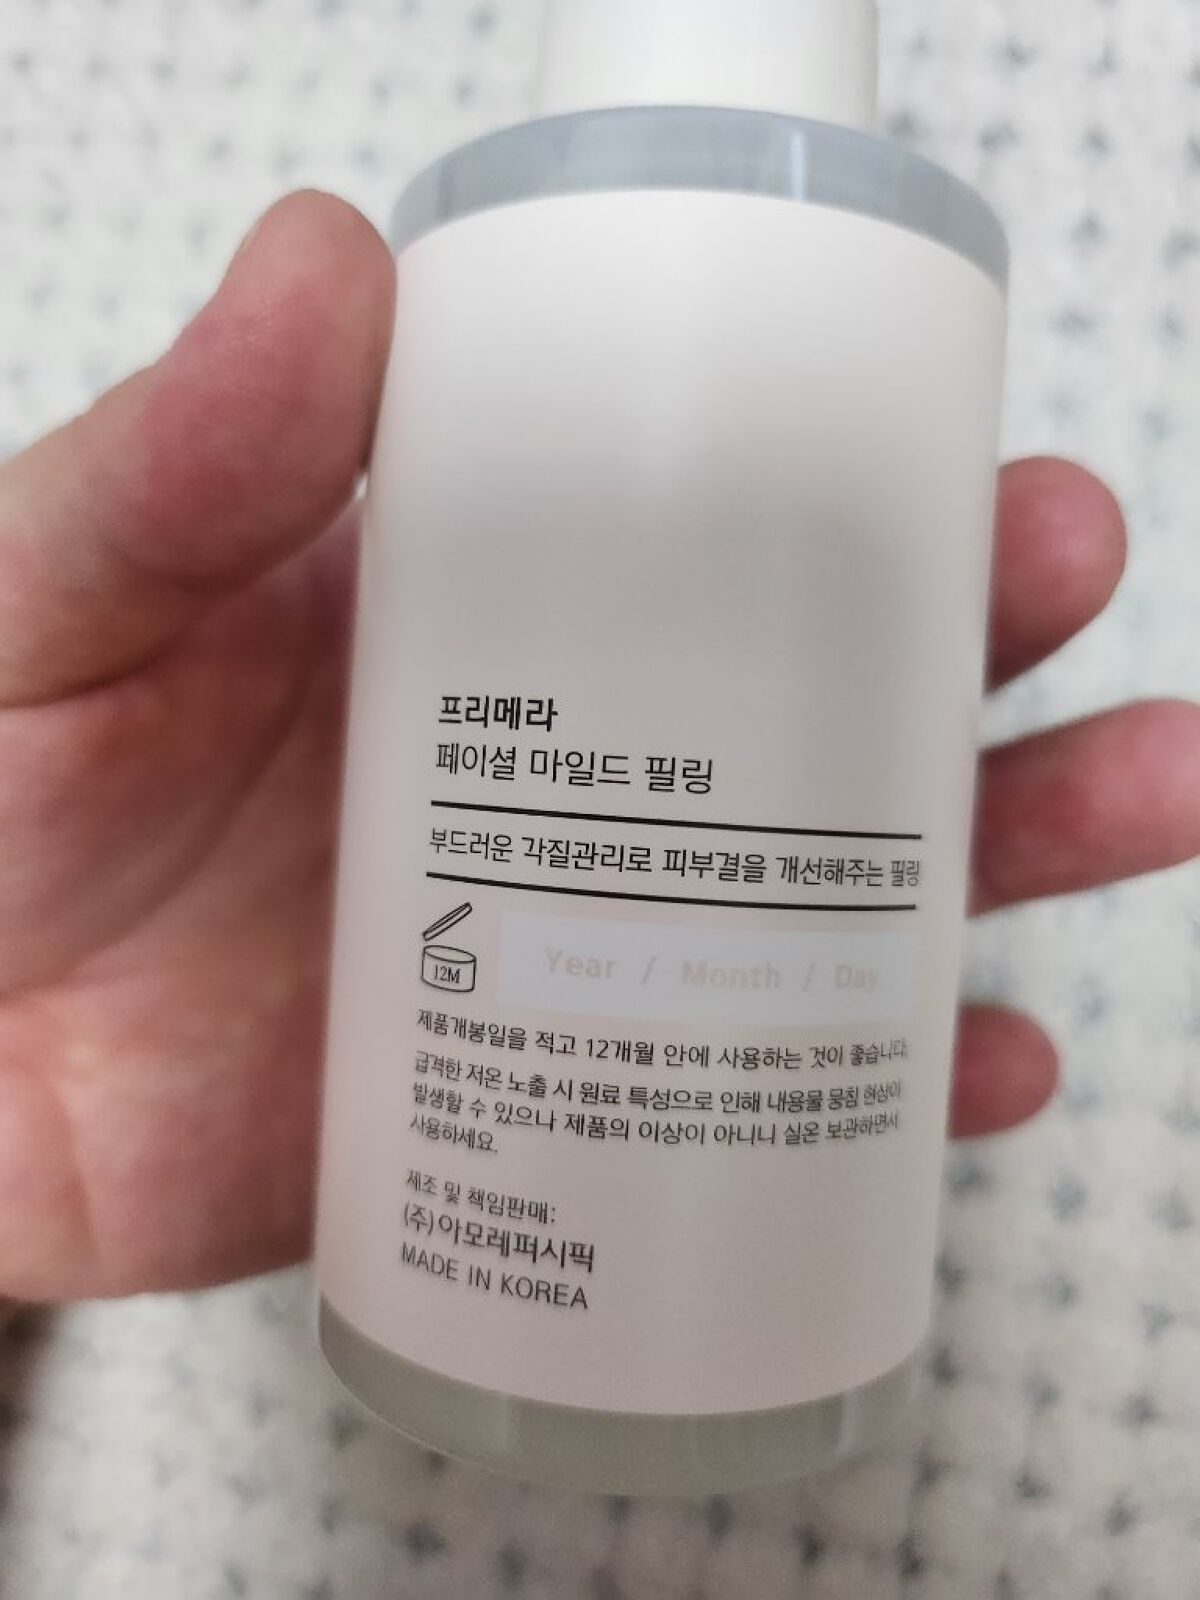 프리메라
페이셜 마일드 필링
부드러운 각질관리로 피부결을 개선해주는 필링
12M
Year / Month / Day
제품개봉일을 적고 12개월 안에 사용하는 것이 좋습니다.
급격한 저온 노출 시 원료 특성으로 인해 내용물 뭉침 현상이
발생할 수 있으나 제품의 이상이 아니니 실온 보관하면서
사용하세요.
제조 및 책임판매:
(주)아모레퍼시픽
MADE IN KOREA